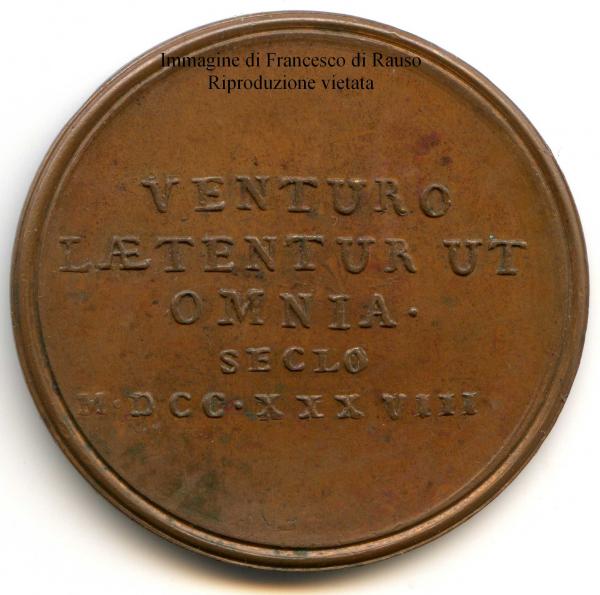 Immagine di Francesco di Rauso
Riproduzione vietata
VENTURO
LÆTENTUR UT
OMNIA·
SECLO
M·DCC·XXXVIII